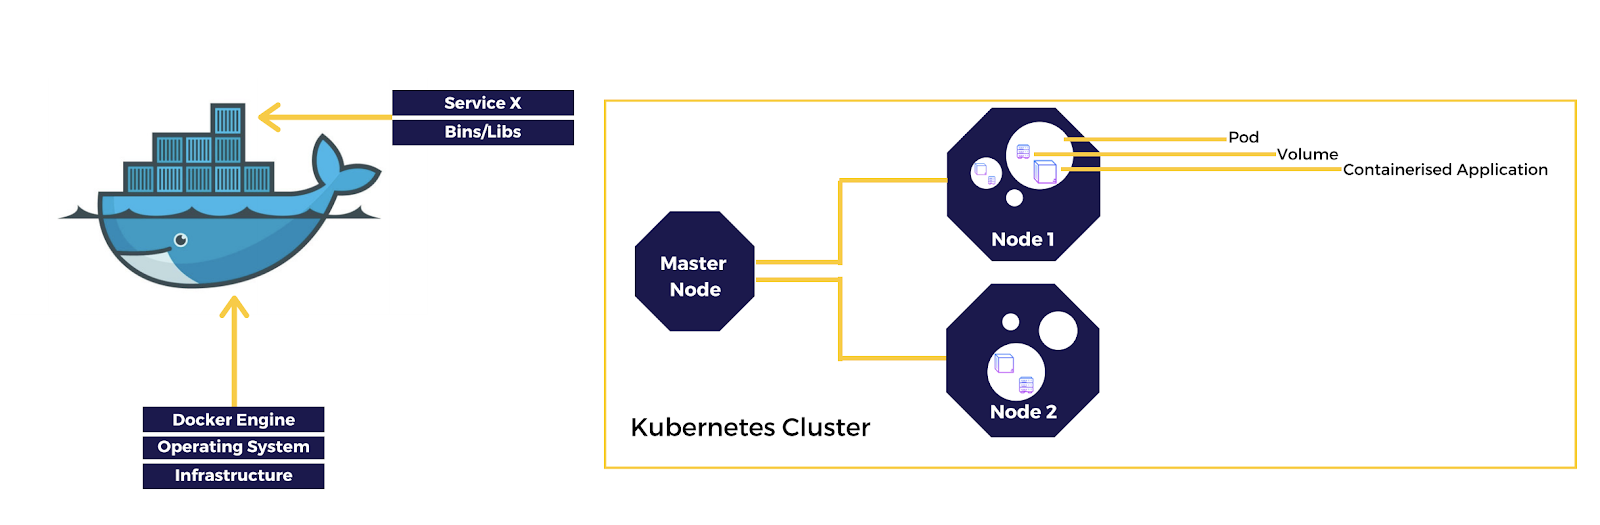 Service X
Bins/Libs
Docker Engine
Operating System
Infrastructure
Master
Node
Node 1
Pod
Volume
Containerised Application
Node 2
Kubernetes Cluster